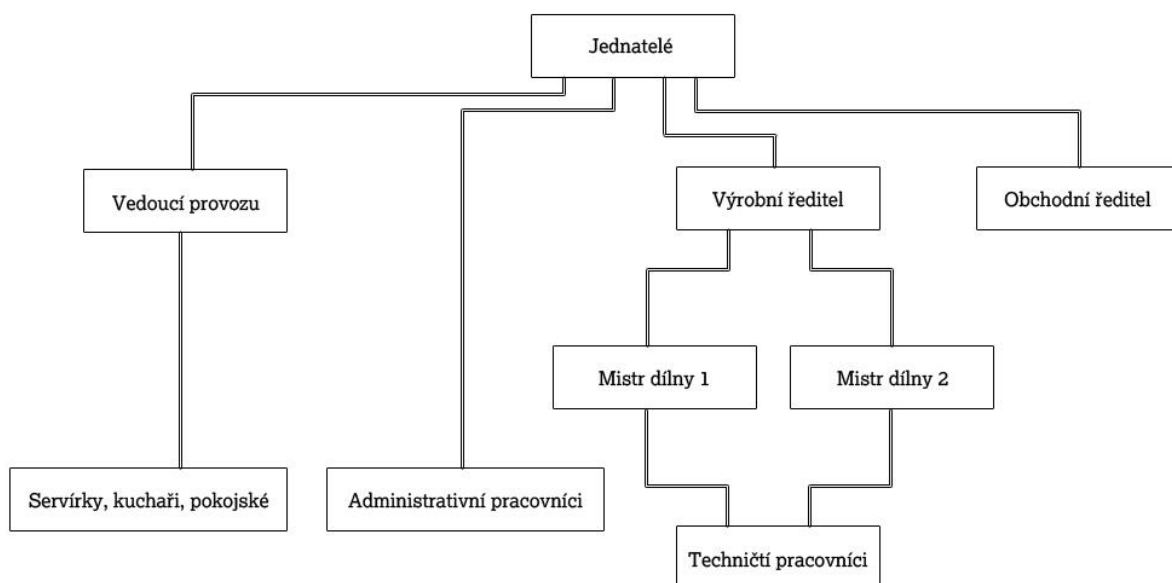 Jednatelé
Vedoucí provozu
Výrobní ředitel
Obchodní ředitel
Mistr dílny 1
Mistr dílny 2
Servírky, kuchaři, pokojské
Administrativní pracovníci
Techničtí pracovníci